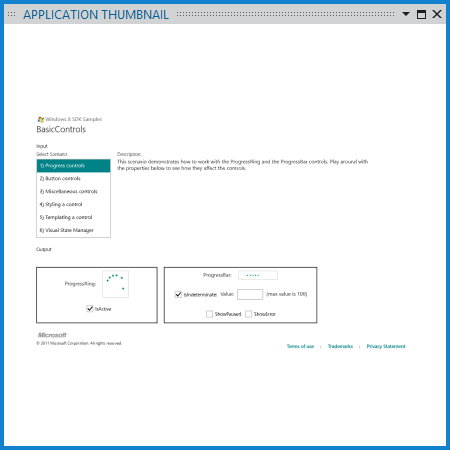 APPLICATION THUMBNAIL
Windows 8 SDK Samples
BasicControls
Input
Select Scenario:
Description:
1) Progress controls
This scenario demonstrates how to work with the ProgressRing and the ProgressBar controls. Play around with
the properties below to see how they effect the controls.
2) Button controls
3) Miscellaneous controls
4) Styling a control
5) Templating a control
6) Visual State Manager
Output
ProgressRing:
IsActive
ProgressBar:
IsIndeterminate Value: (max value is 100)
ShowPaused ShowError
Microsoft
© 2011 Microsoft Corporation. All rights reserved.
Terms of use | Trademarks | Privacy Statement